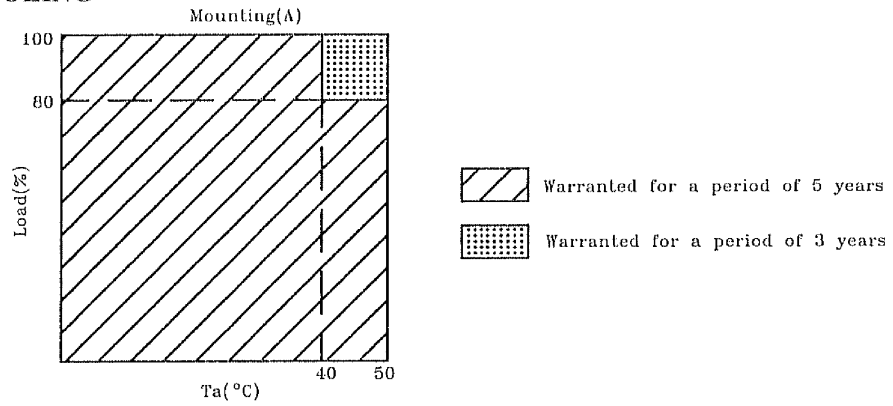 Mounting(A)
100
80
Load(%)
40 50
Ta(°C)
Warranted for a period of 5 years
Warranted for a period of 3 years